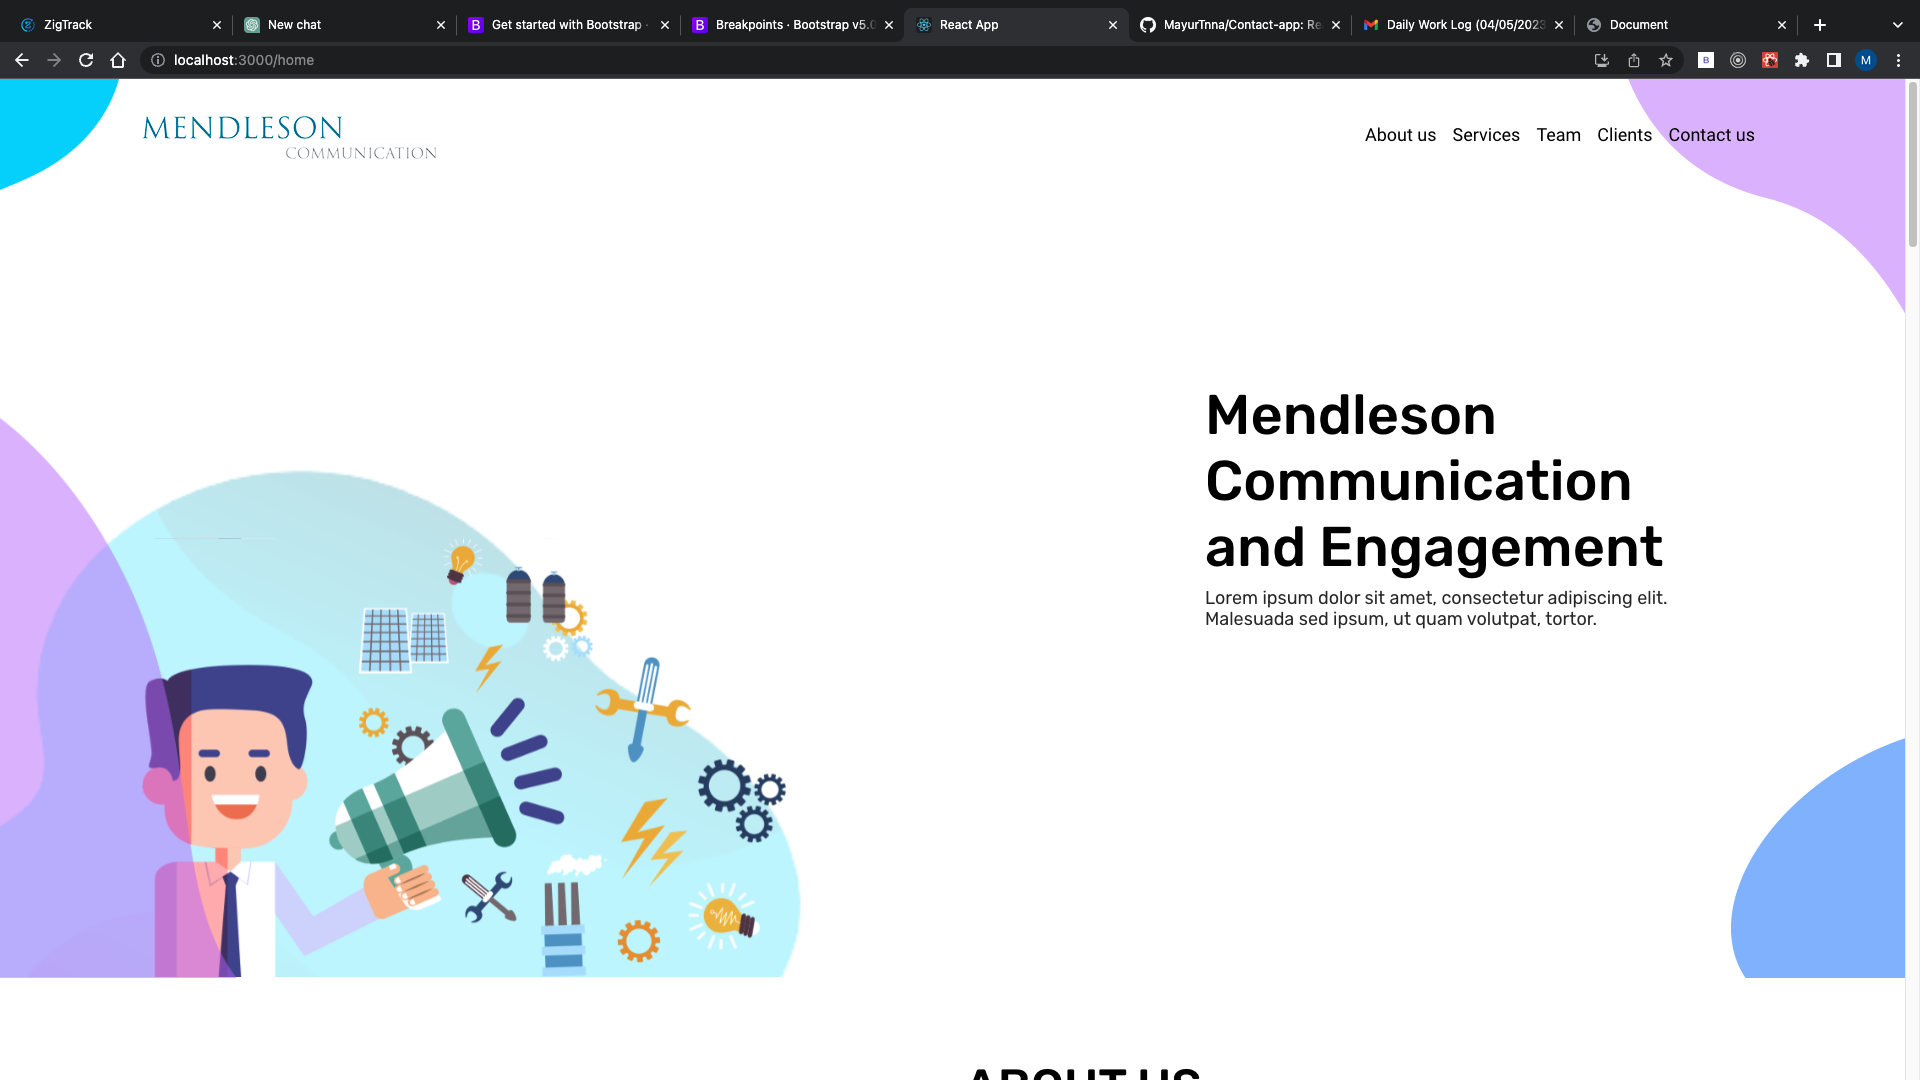 ZigTrack
New chat
Get started with Bootstrap ·
Breakpoints · Bootstrap v5.0
React App
MayurTnna/Contact-app: Re
Daily Work Log (04/05/2023
Document
localhost:3000/home
B
M
MENDLESON
COMMUNICATION
About us
Services
Team
Clients
Contact us
Mendleson
Communication
and Engagement
Lorem ipsum dolor sit amet, consectetur adipiscing elit.
Malesuada sed ipsum, ut quam volutpat, tortor.
ABOUT US